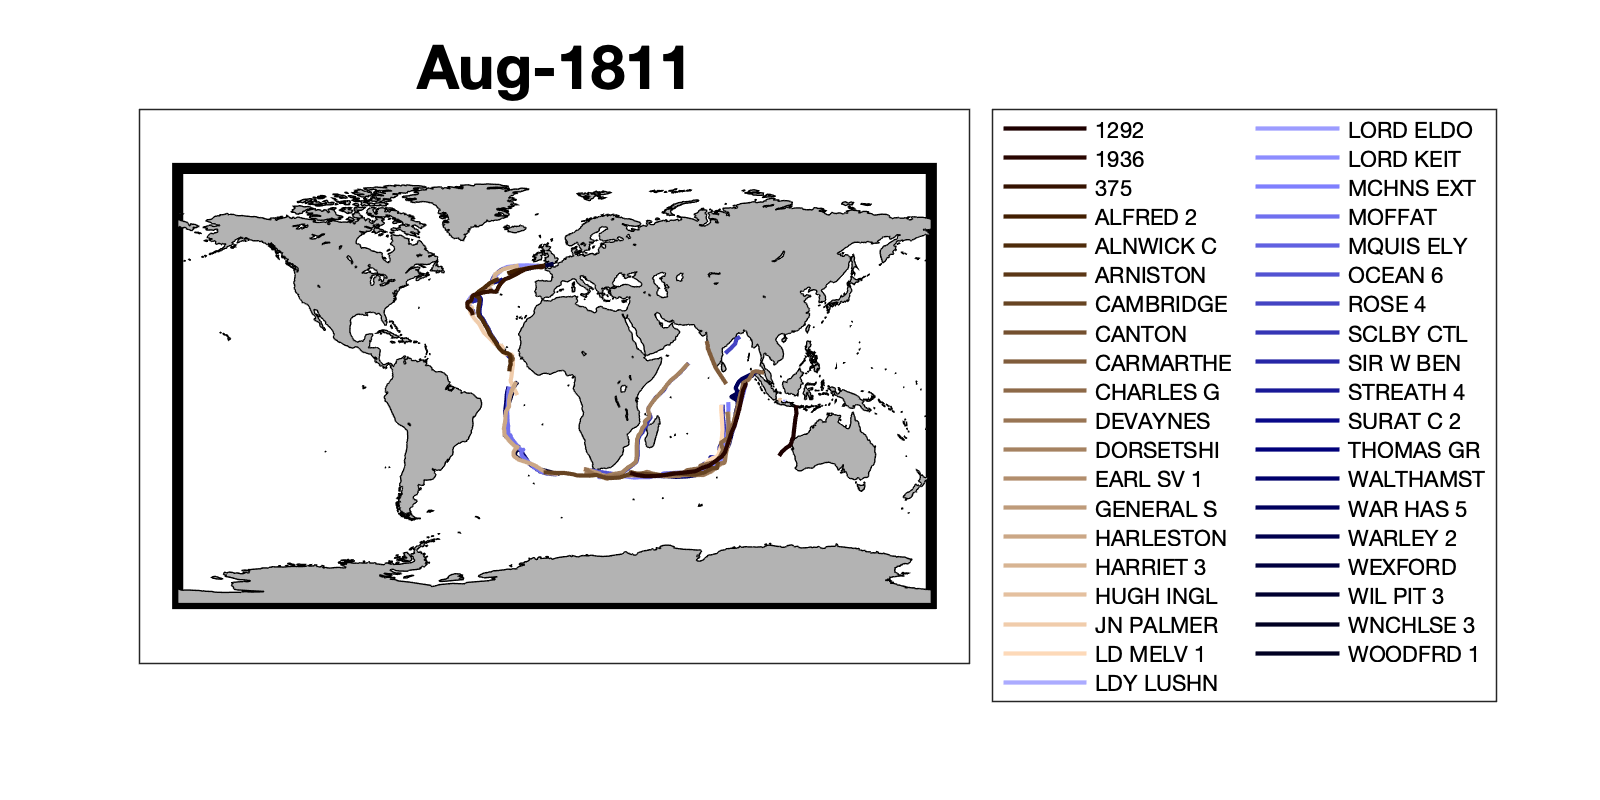 Aug-1811
1292
1936
375
ALFRED 2
ALNWICK C
ARNISTON
CAMBRIDGE
CANTON
CARMARTHE
CHARLES G
DEVAYNES
DORSETSHI
EARL SV 1
GENERAL S
HARLESTON
HARRIET 3
HUGH INGL
JN PALMER
LD MELV 1
LDY LUSHN
LORD ELDO
LORD KEIT
MCHNS EXT
MOFFAT
MQUIS ELY
OCEAN 6
ROSE 4
SCLBY CTL
SIR W BEN
STREATH 4
SURAT C 2
THOMAS GR
WALTHAMST
WAR HAS 5
WARLEY 2
WEXFORD
WIL PIT 3
WNCHLSE 3
WOODFRD 1